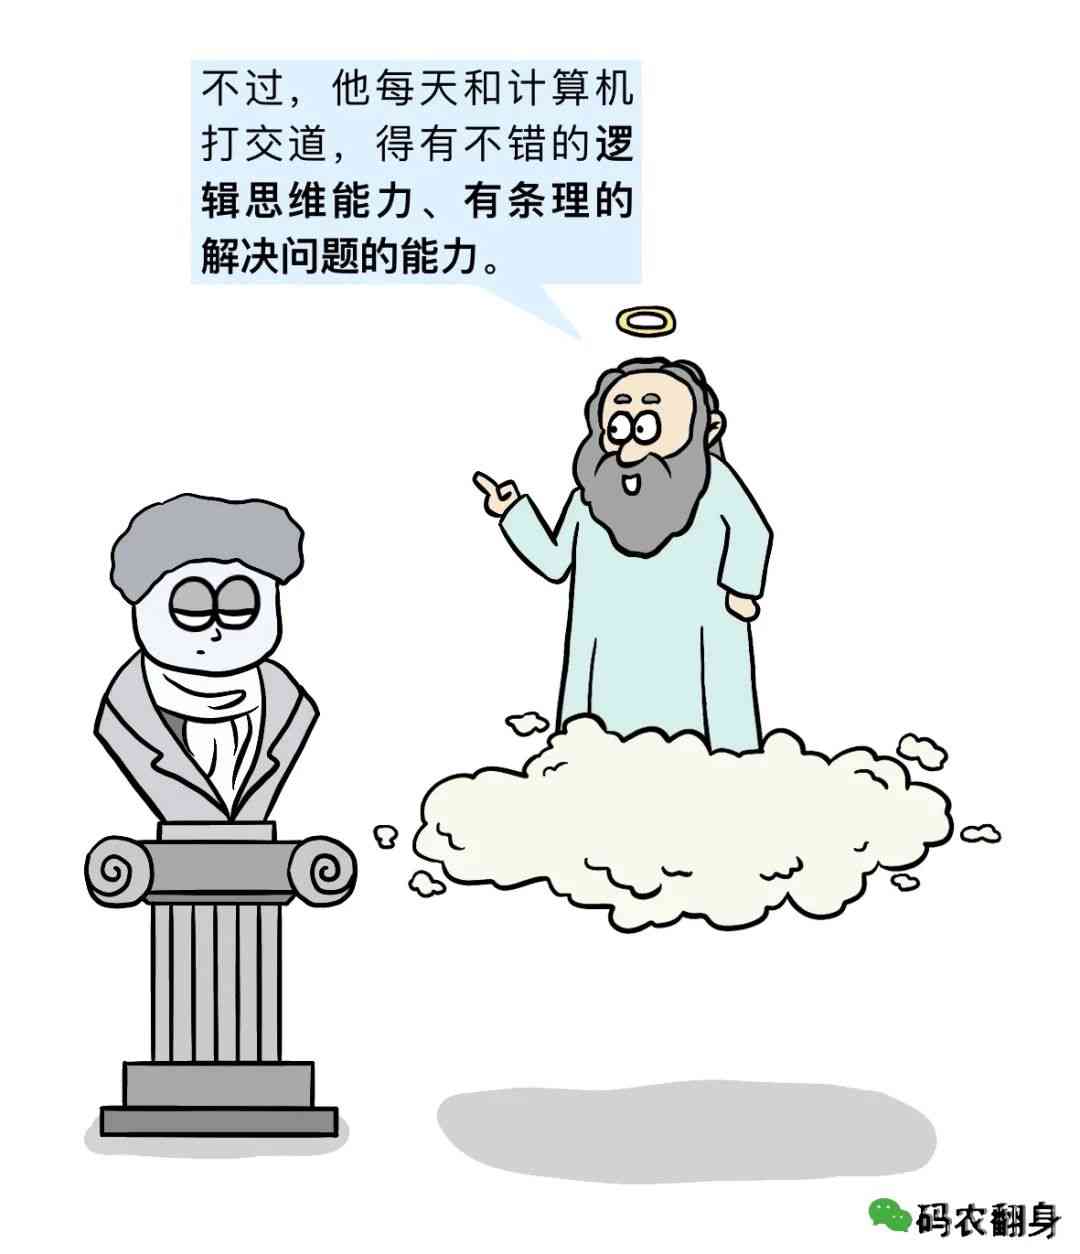 不过，他每天和计算机
打交道，得有不错的逻
辑思维能力、有条理的
解决问题的能力。
码农翻身